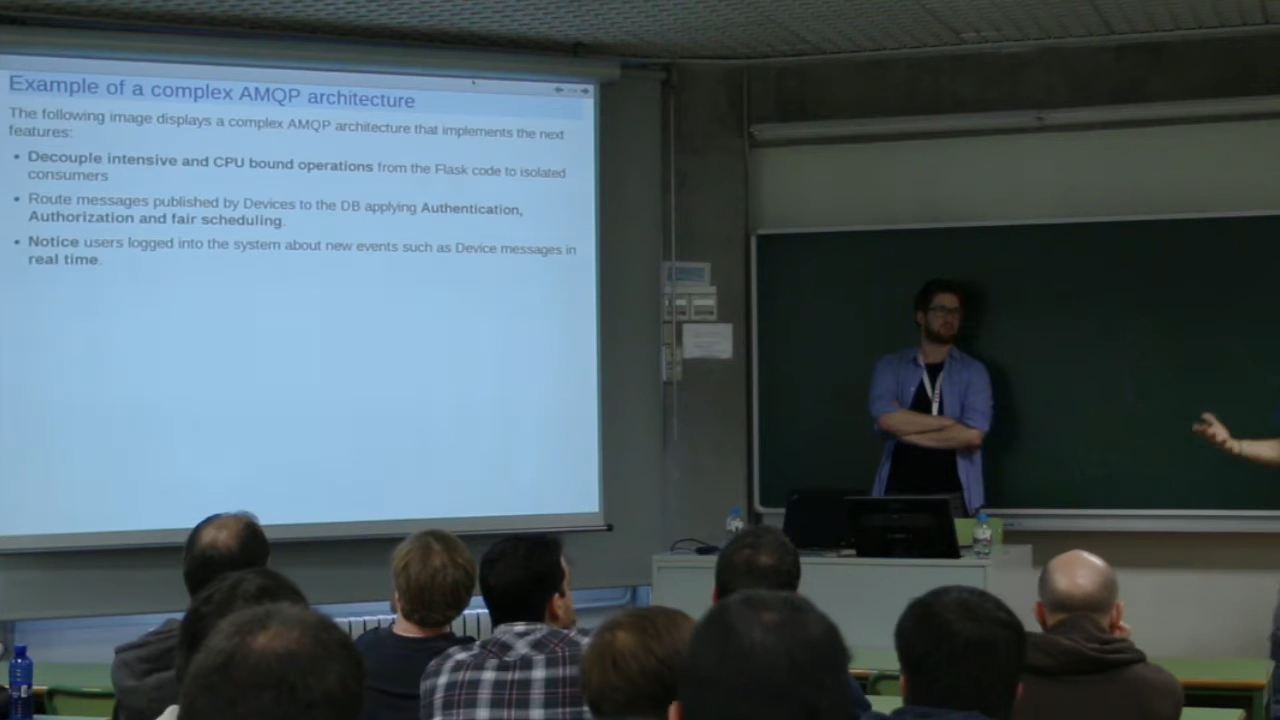 Example of a complex AMQP architecture
The following image displays a complex AMQP architecture that implements the next
features:
• Decouple intensive and CPU bound operations from the Flask code to isolated
consumers
• Route messages published by Devices to the DB applying Authentication,
Authorization and fair scheduling.
• Notice users logged into the system about new events such as Device messages in
real time.